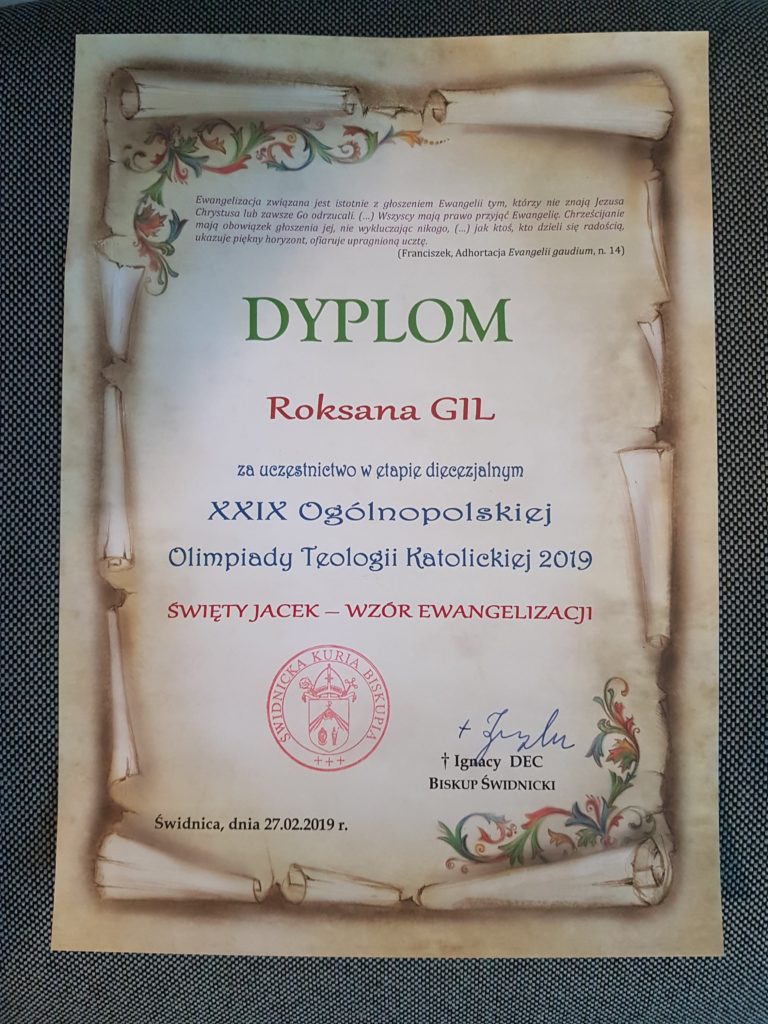 Ewangelizacja związana jest istotnie z głoszeniem Ewangelii tym, którzy nie znają Jezusa
Chrystusa lub zawsze Go odrzucali. (...) Wszyscy mają prawo przyjąć Ewangelię. Chrześcijanie
mają obowiązek głoszenia jej, nie wykluczając nikogo, (...) jak ktoś, kto dzieli się radością,
ukazuje piękny horyzont, ofiaruje upragnioną ucztę.
(Franciszek, Adhortacja Evangelii gaudium, n. 14)
DYPLOM
Roksana GIL
za uczęstnictwo w etapie diecezjalnym
XXIX Ogólnopolskiej
Olimpiady Teologii Katolickiej 2019
ŚWIĘTY JACEK – WZÓR EWANGELIZACJI
ŚWIDNICKA KURIA BISKUPIA
† Ignacy DEC
BISKUP ŚWIDNICKI
Świdnica, dnia 27.02.2019 r.